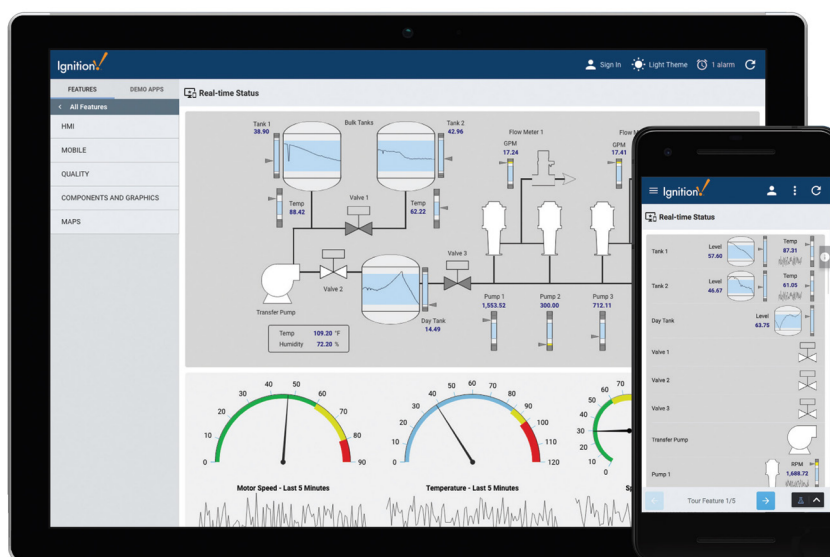 Ignition!
Sign In
Light Theme
1 alarm
FEATURES
DEMO APPS
< All Features
HMI
MOBILE
QUALITY
COMPONENTS AND GRAPHICS
MAPS
Real-time Status
Tank 1
38.90
Bulk Tanks
Tank 2
42.96
Temp
88.42
Valve 1
Temp
62.22
Flow Meter 1
GPM
17.24
GPM
17.41
Valve 2
Valve 3
Transfer Pump
Day Tank
14.49
Temp 109.20 °F
Humidity 72.20 %
Pump 1
1,553.52
Pump 2
300.00
Pump 3
712.11
0 10 20 30 40 50 60 70 80 90
Motor Speed - Last 5 Minutes
0 10 20 30 40 50 60 70 80 90 100 110 120
Temperature - Last 5 Minutes
0 10 20 30 40 50 60 70
Ignition!
Real-time Status
Tank 1
Level
57.60
Temp
87.31
Tank 2
Level
46.67
Temp
61.05
Day Tank
Level
63.75
Valve 1
Valve 2
Valve 3
Transfer Pump
Pump 1
RPM
1,688.72
Tour Feature 1/5